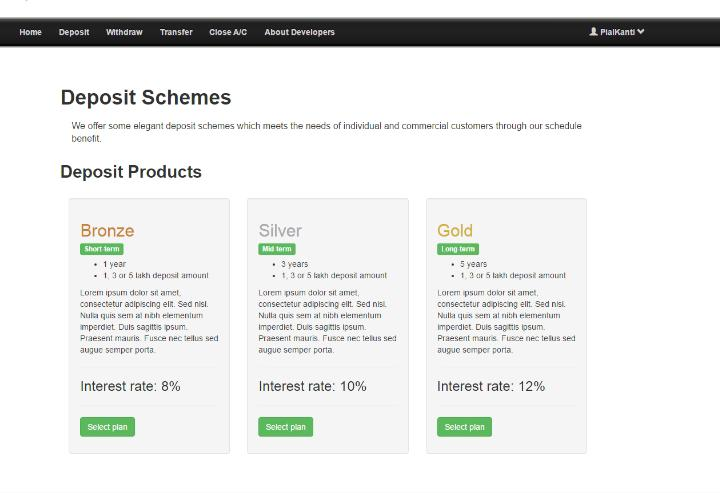 Home Deposit Withdraw Transfer Close A/C About Developers PialKanti
Deposit Schemes
We offer some elegant deposit schemes which meets the needs of individual and commercial customers through our schedule
benefit.
Deposit Products
Bronze
Short term
• 1 year
• 1, 3 or 5 lakh deposit amount
Lorem ipsum dolor sit amet,
consectetur adipiscing elit. Sed nisi.
Nulla quis sem at nibh elementum
imperdiet. Duis sagittis ipsum.
Praesent mauris. Fusce nec tellus sed
augue semper porta.
Interest rate: 8%
Select plan
Silver
Mid term
• 3 years
• 1, 3 or 5 lakh deposit amount
Lorem ipsum dolor sit amet,
consectetur adipiscing elit. Sed nisi.
Nulla quis sem at nibh elementum
imperdiet. Duis sagittis ipsum.
Praesent mauris. Fusce nec tellus sed
augue semper porta.
Interest rate: 10%
Select plan
Gold
Long term
• 5 years
• 1, 3 or 5 lakh deposit amount
Lorem ipsum dolor sit amet,
consectetur adipiscing elit. Sed nisi.
Nulla quis sem at nibh elementum
imperdiet. Duis sagittis ipsum.
Praesent mauris. Fusce nec tellus sed
augue semper porta.
Interest rate: 12%
Select plan